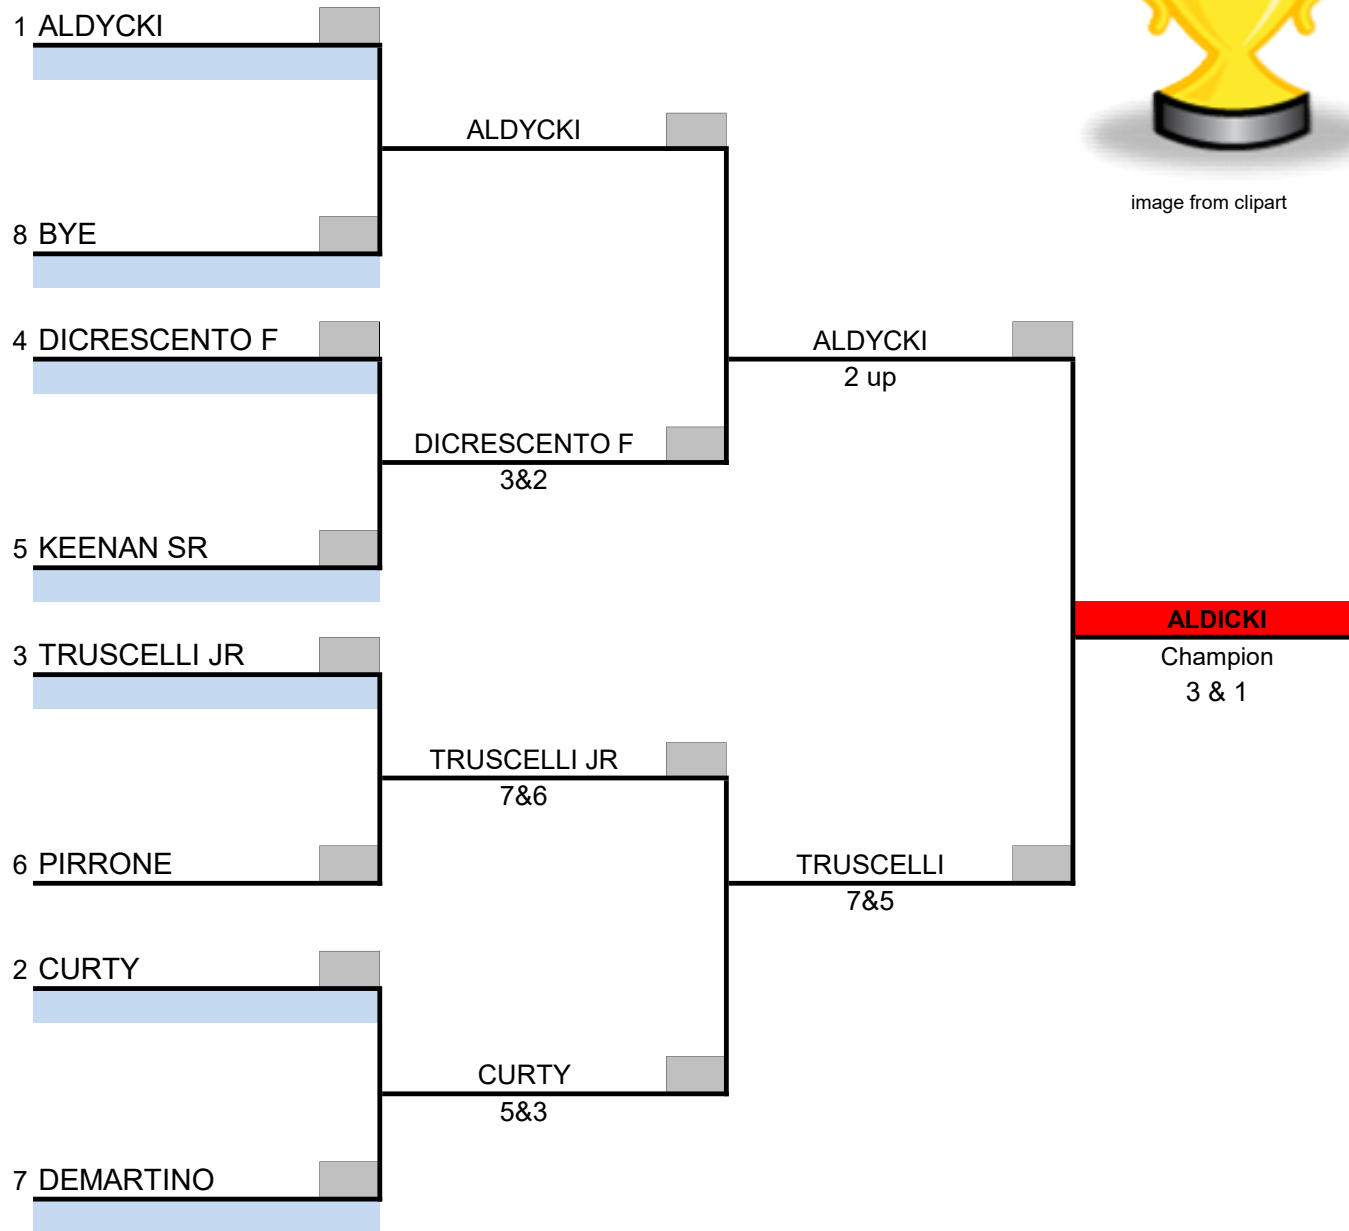 1 ALDYCKI
ALDYCKI
image from clipart
8 BYE
4 DICRESCENTO F
ALDYCKI
2 up
DICRESCENTO F
3&2
5 KEENAN SR
ALDICKI
3 TRUSCELLI JR
Champion
3 & 1
TRUSCELLI JR
7&6
6 PIRRONE
TRUSCELLI
7&5
2 CURTY
CURTY
5&3
7 DEMARTINO